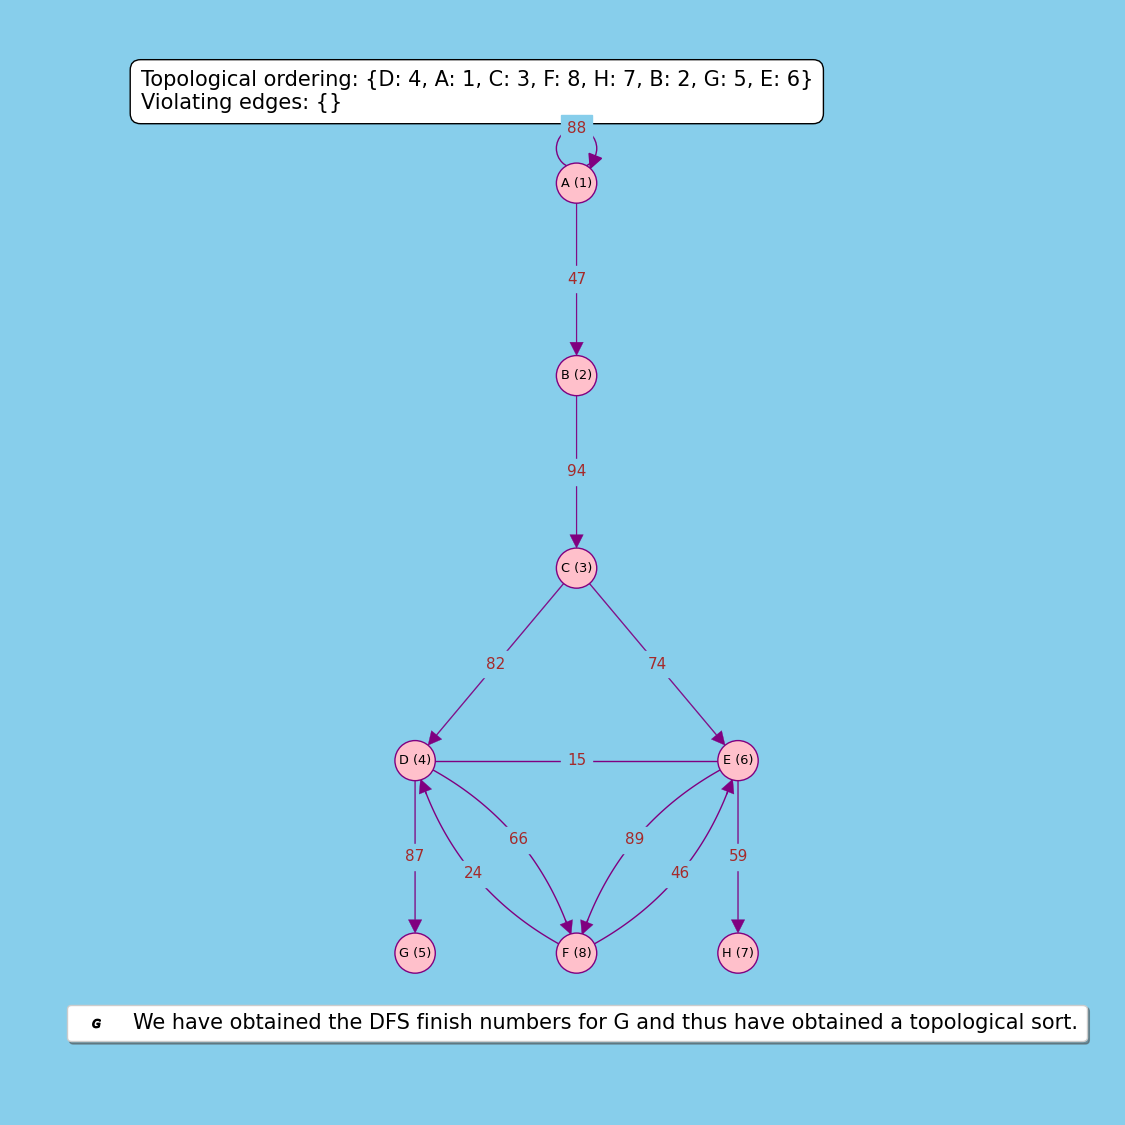 Topological ordering: {D: 4, A: 1, C: 3, F: 8, H: 7, B: 2, G: 5, E: 6}
Violating edges: {}
88
A (1)
47
B (2)
94
C (3)
82
74
D (4)
15
E (6)
66
89
87
59
24
46
G (5)
F (8)
H (7)
G We have obtained the DFS finish numbers for G and thus have obtained a topological sort.